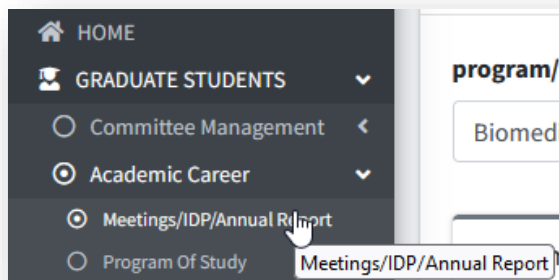 HOME
GRADUATE STUDENTS
program/
Committee Management
Biomed
Academic Career
Meetings/IDP/Annual Report
Program Of Study
Meetings/IDP/Annual Report